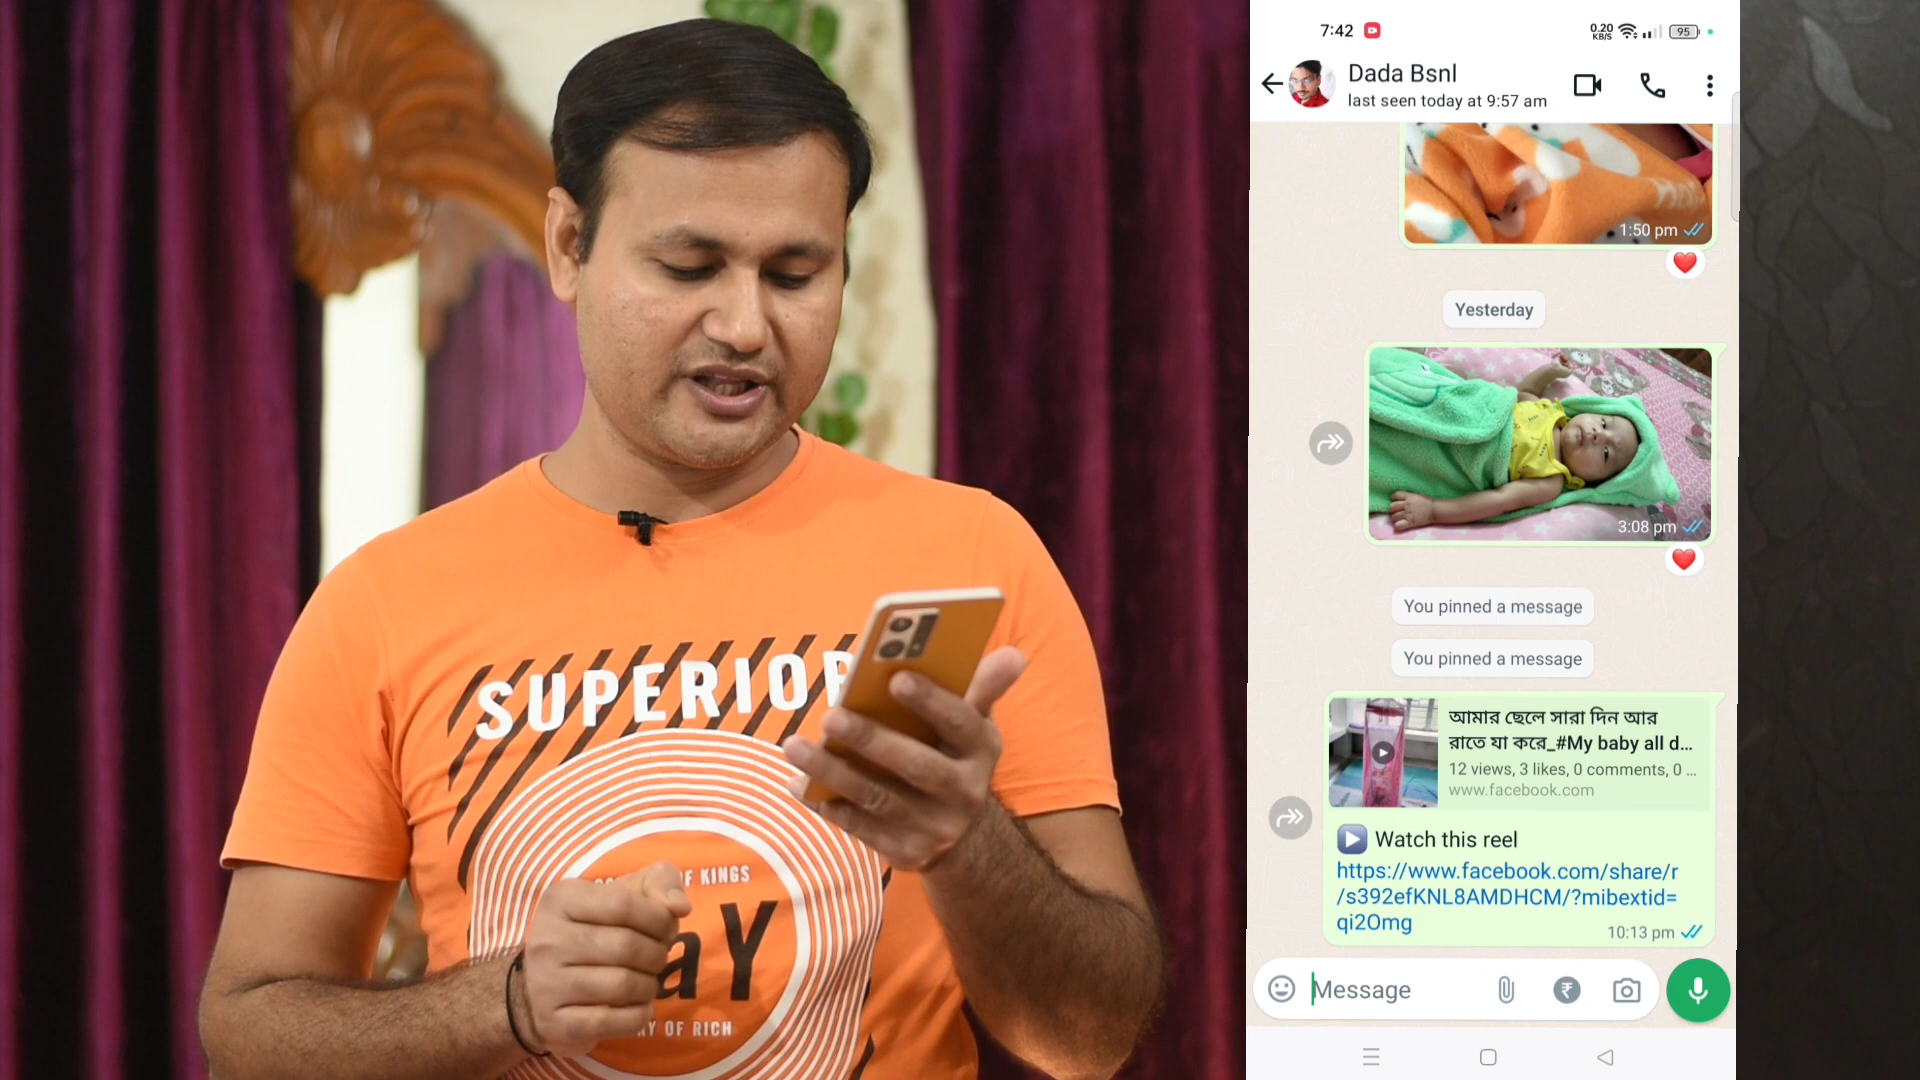 SUPERIOR
OF KINGS
aY
OF RICH
7:42
0.20
KB/S
95
Dada Bsnl
last seen today at 9:57 am
1:50 pm
Yesterday
3:08 pm
You pinned a message
You pinned a message
আমার ছেলে সারা দিন আর
রাতে যা করে_#My baby all d...
12 views, 3 likes, 0 comments, 0 ...
www.facebook.com
Watch this reel
https://www.facebook.com/share/r
/s392efKNL8AMDHCM/?mibextid=
qi2Omg
10:13 pm
Message